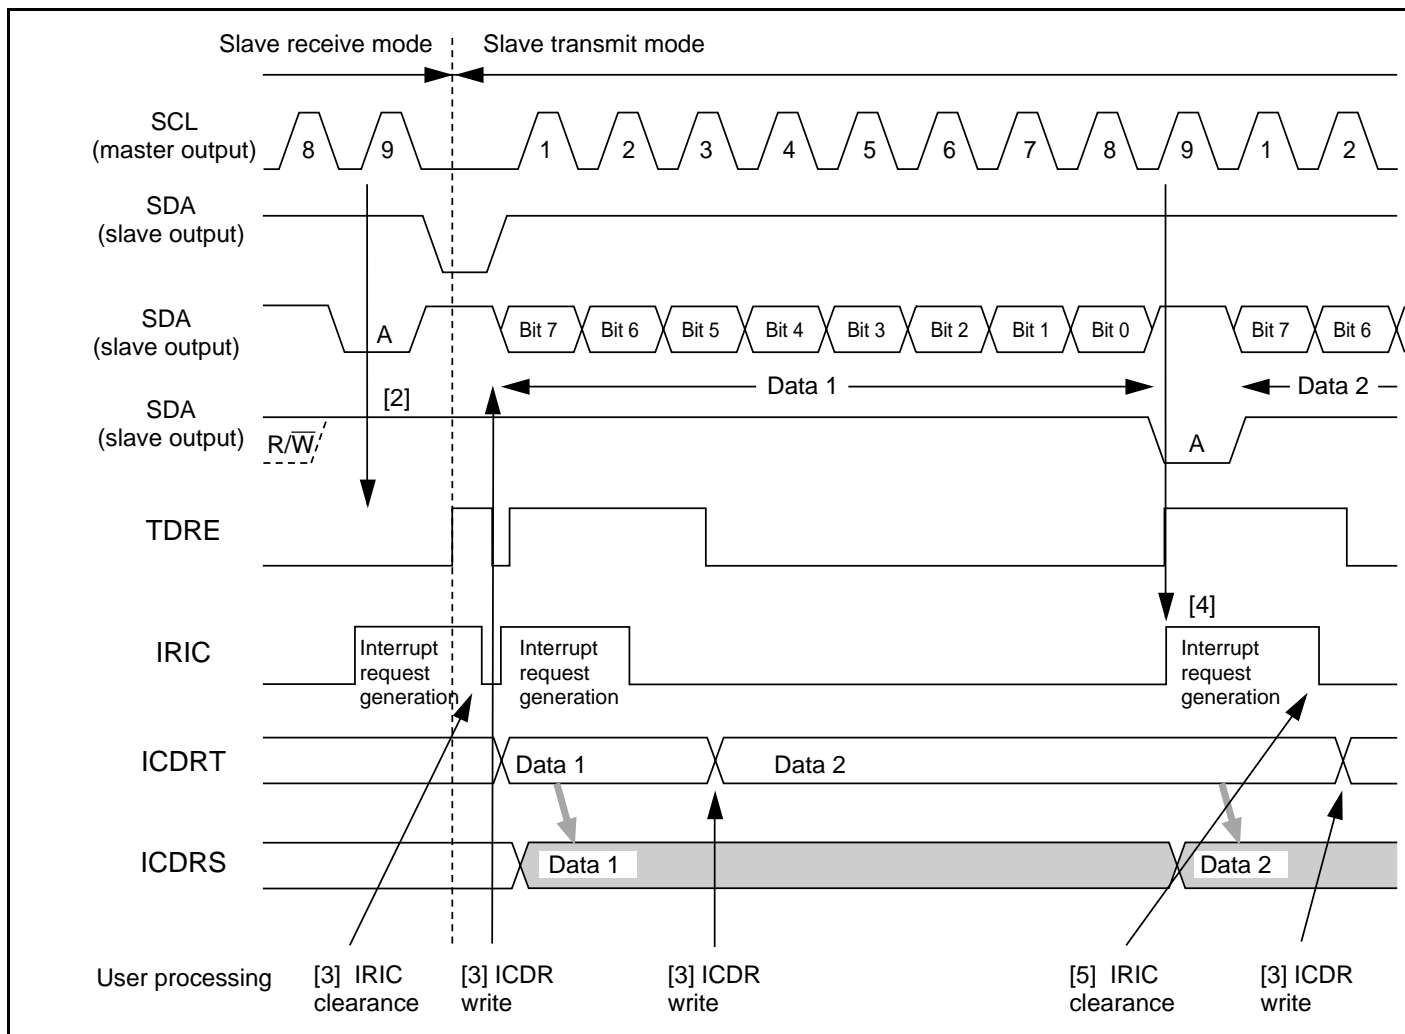 Slave receive mode
Slave transmit mode
SCL
(master output)
8
9
1
2
3
4
5
6
7
8
9
1
2
SDA
(slave output)
SDA
(slave output)
A
Bit 7
Bit 6
Bit 5
Bit 4
Bit 3
Bit 2
Bit 1
Bit 0
Bit 7
Bit 6
Data 1
Data 2
SDA
(slave output)
R/W̅
[2]
A
TDRE
[4]
IRIC
Interrupt
request
generation
Interrupt
request
generation
Interrupt
request
generation
ICDRT
Data 1
Data 2
ICDRS
Data 1
Data 2
User processing
[3] IRIC
clearance
[3] ICDR
write
[3] ICDR
write
[5] IRIC
clearance
[3] ICDR
write